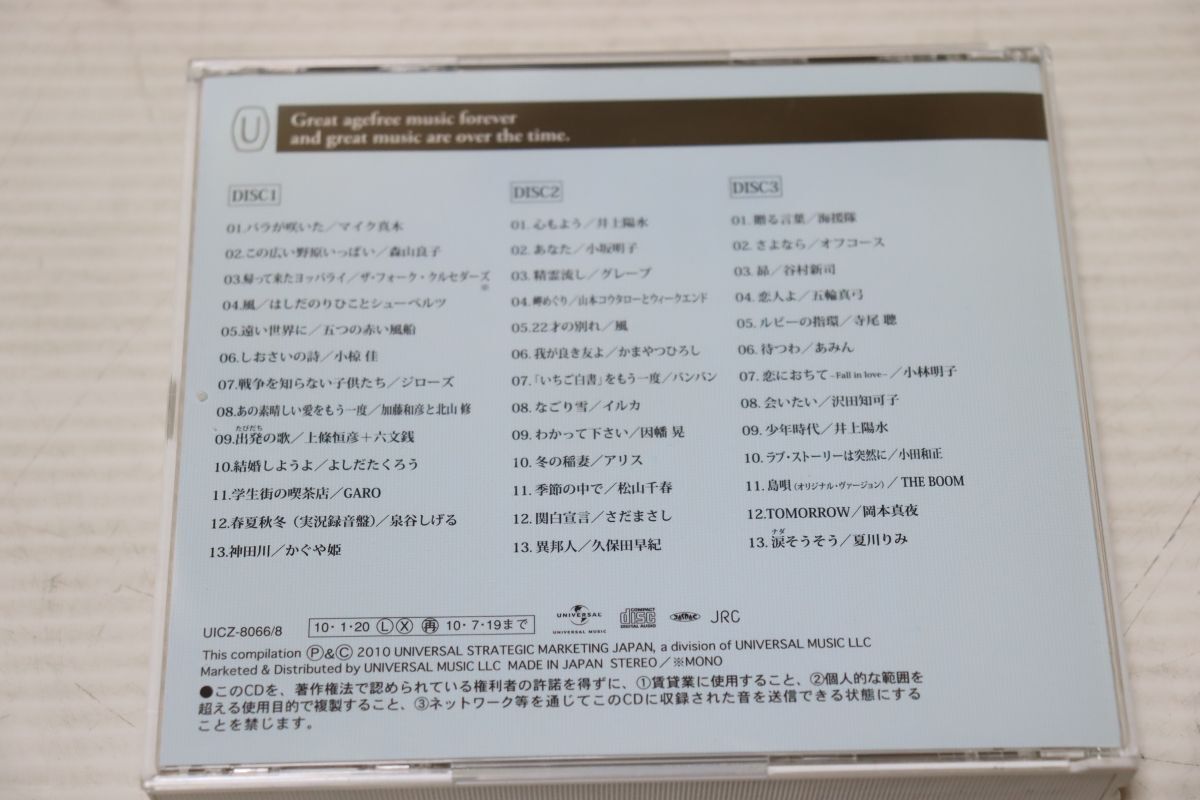 U
Great agefree music forever
and great music are over the time.
DISC1
01.バラが咲いた／マイク真木
02.この広い野原いっぱい／森山良子
03.帰って来たヨッパライ／ザ・フォーク・クルセダーズ
※
04.風／はしだのりひことシューベルツ
05.遠い世界に／五つの赤い風船
06.しおさいの詩／小椋 佳
07.戦争を知らない子供たち／ジローズ
08.あの素晴しい愛をもう一度／加藤和彦と北山 修
たびだち
09.出発の歌／上條恒彦＋六文銭
10.結婚しようよ／よしだたくろう
11.学生街の喫茶店／GARO
12.春夏秋冬（実況録音盤）／泉谷しげる
13.神田川／かぐや姫
DISC2
01. 心もよう／井上陽水
02. あなた／小坂明子
03. 精霊流し／グレープ
04. 岬めぐり／山本コウタローとウィークエンド
05.22才の別れ／風
06. 我が良き友よ／かまやつひろし
07.「いちご白書」をもう一度／バンバン
08. なごり雪／イルカ
09. わかって下さい／因幡 晃
10. 冬の稲妻／アリス
11. 季節の中で／松山千春
12. 関白宣言／さだまさし
13. 異邦人／久保田早紀
DISC3
01. 贈る言葉／海援隊
02. さよなら／オフコース
03. 昴／谷村新司
04. 恋人よ／五輪真弓
05. ルビーの指環／寺尾 聰
06. 待つわ／あみん
07. 恋におちて –Fall in love–／小林明子
08. 会いたい／沢田知可子
09. 少年時代／井上陽水
10. ラブ・ストーリーは突然に／小田和正
11. 島唄（オリジナル・ヴァージョン）／THE BOOM
12.TOMORROW／岡本真夜
ナダ
13. 涙そうそう／夏川りみ
UICZ-8066/8
10・1・20 Ⓛ Ⓧ 再 10・7・19まで
UNIVERSAL
UNIVERSAL MUSIC
COMPACT
disc
DIGITAL AUDIO
JRC
This compilation Ⓟ&Ⓒ 2010 UNIVERSAL STRATEGIC MARKETING JAPAN, a division of UNIVERSAL MUSIC LLC
Marketed & Distributed by UNIVERSAL MUSIC LLC MADE IN JAPAN STEREO／※MONO
●このCDを、著作権法で認められている権利者の許諾を得ずに、①賃貸業に使用すること、②個人的な範囲を
超える使用目的で複製すること、③ネットワーク等を通じてこのCDに収録された音を送信できる状態にする
ことを禁じます。